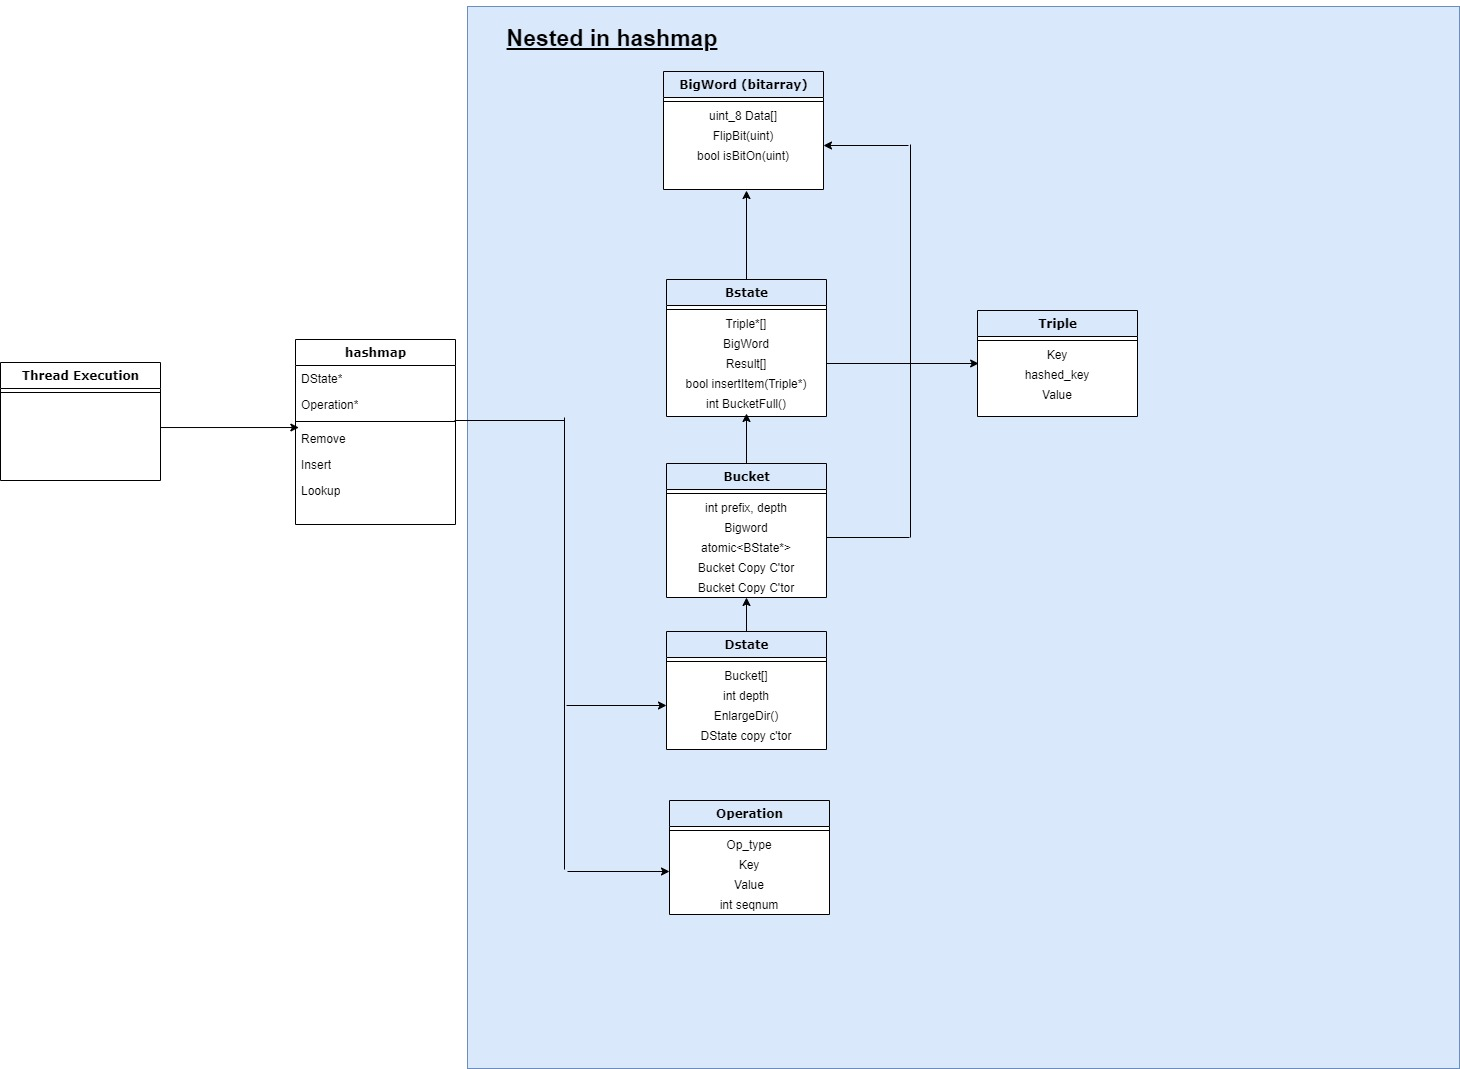 Nested in hashmap
BigWord (bitarray)
uint_8 Data[]
FlipBit(uint)
bool isBitOn(uint)
Bstate
Triple*[]
BigWord
Result[]
bool insertItem(Triple*)
int BucketFull()
Triple
Key
hashed_key
Value
Thread Execution
hashmap
DState*
Operation*
Remove
Insert
Lookup
Bucket
int prefix, depth
Bigword
atomic<BState*>
Bucket Copy C'tor
Bucket Copy C'tor
Dstate
Bucket[]
int depth
EnlargeDir()
DState copy c'tor
Operation
Op_type
Key
Value
int seqnum